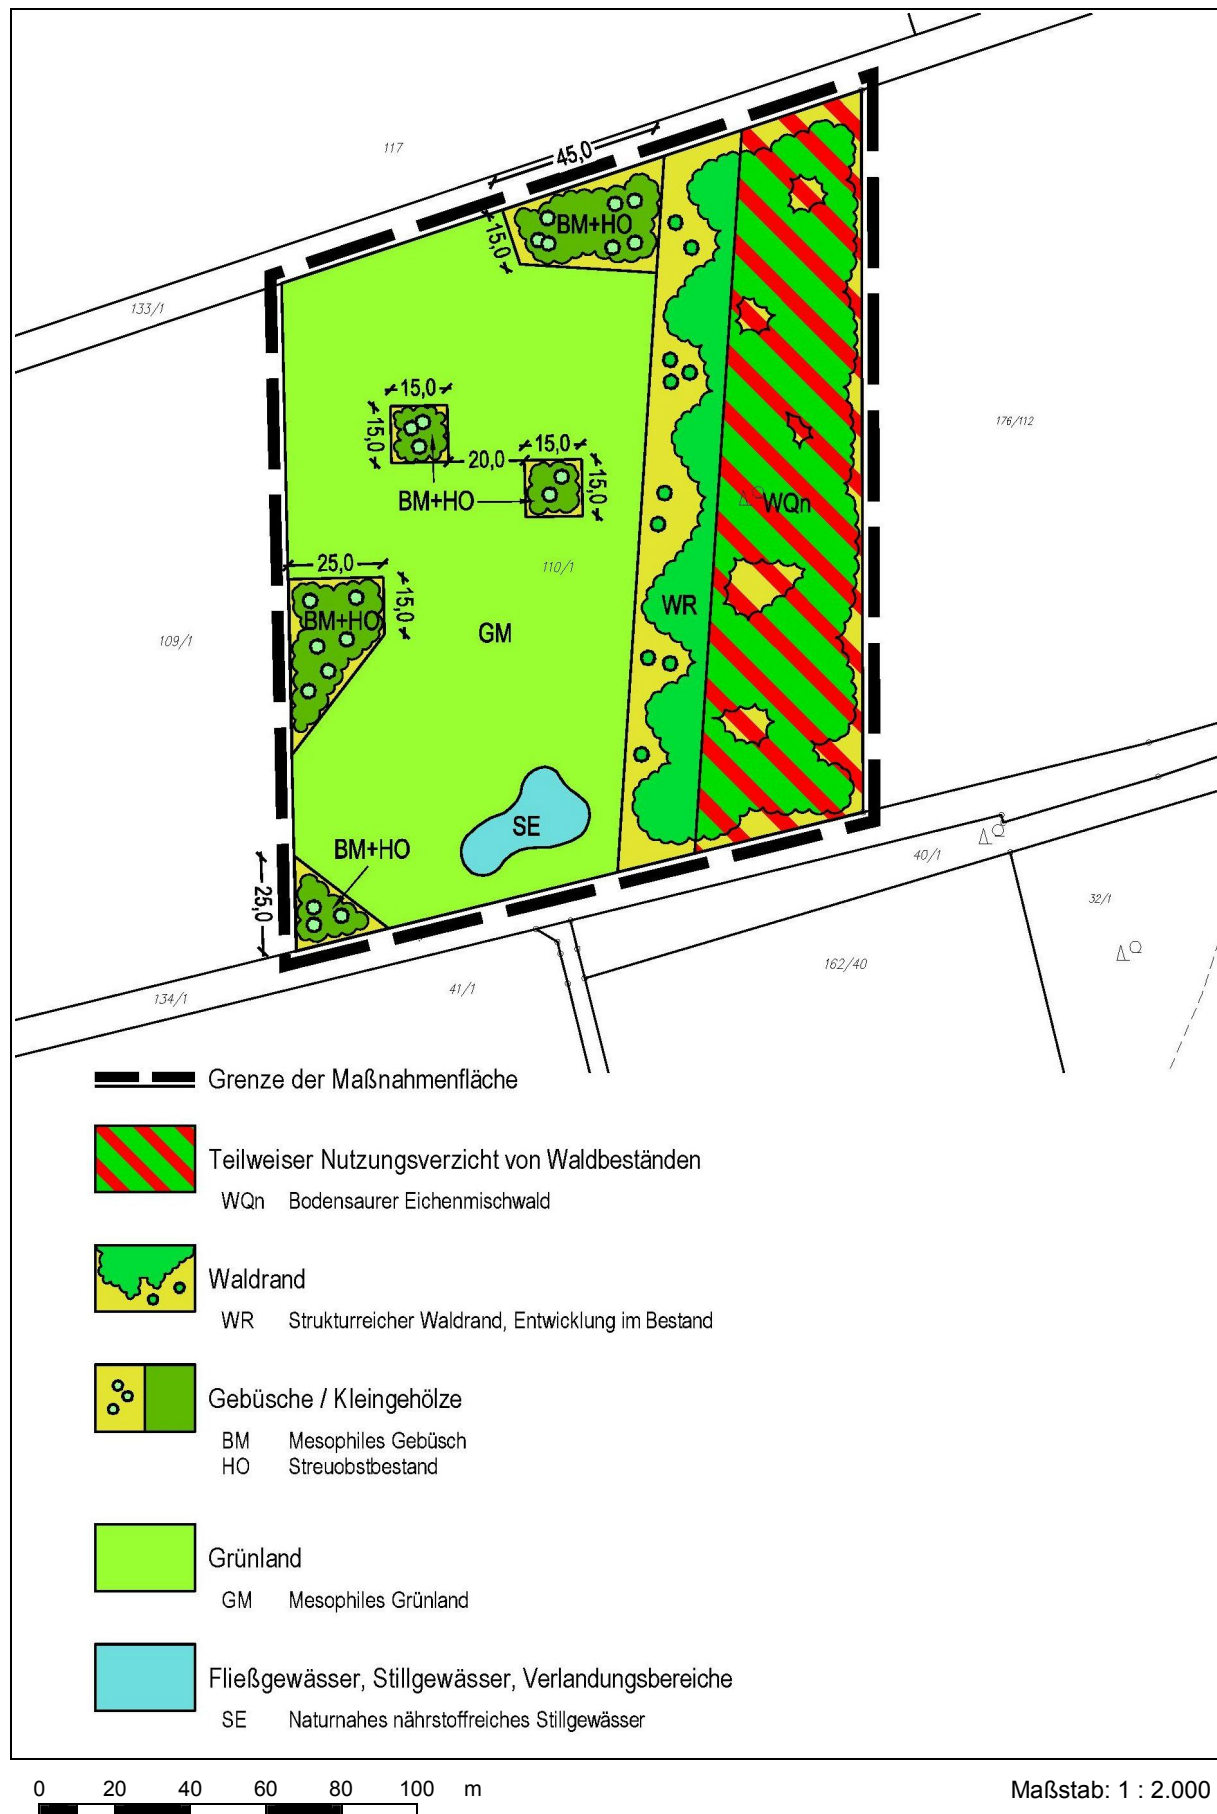 117
45,0
BM+HO
15,0
133/1
176/112
15,0
15,0
20,0
15,0
15,0
BM+HO
WQn
110/1
25,0
15,0
BM+HO
109/1
GM
WR
SE
BM+HO
25,0
40/1
32/1
162/40
41/1
134/1
Grenze der Maßnahmenfläche
Teilweiser Nutzungsverzicht von Waldbeständen
WQn Bodensaurer Eichenmischwald
Waldrand
WR Strukturreicher Waldrand, Entwicklung im Bestand
Gebüsche / Kleingehölze
BM Mesophiles Gebüsch
HO Streuobstbestand
Grünland
GM Mesophiles Grünland
Fließgewässer, Stillgewässer, Verlandungsbereiche
SE Naturnahes nährstoffreiches Stillgewässer
0 20 40 60 80 100 m
Maßstab: 1 : 2.000